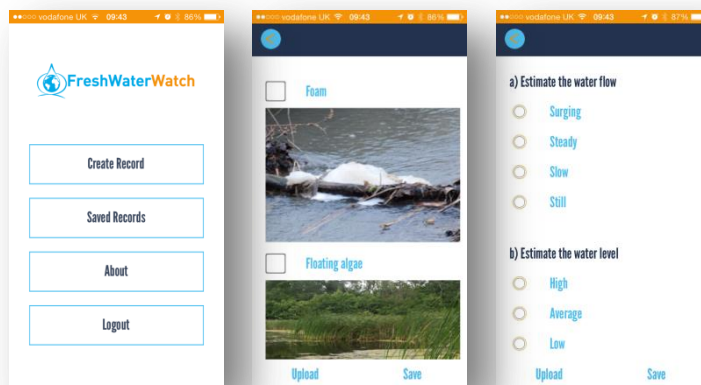 vodafone UK 09:43 86%
FreshWaterWatch
Create Record
Saved Records
About
Logout
vodafone UK 09:43 86%
Foam
Floating algae
Upload Save
vodafone UK 09:43 87%
a) Estimate the water flow
Surging
Steady
Slow
Still
b) Estimate the water level
High
Average
Low
Upload Save